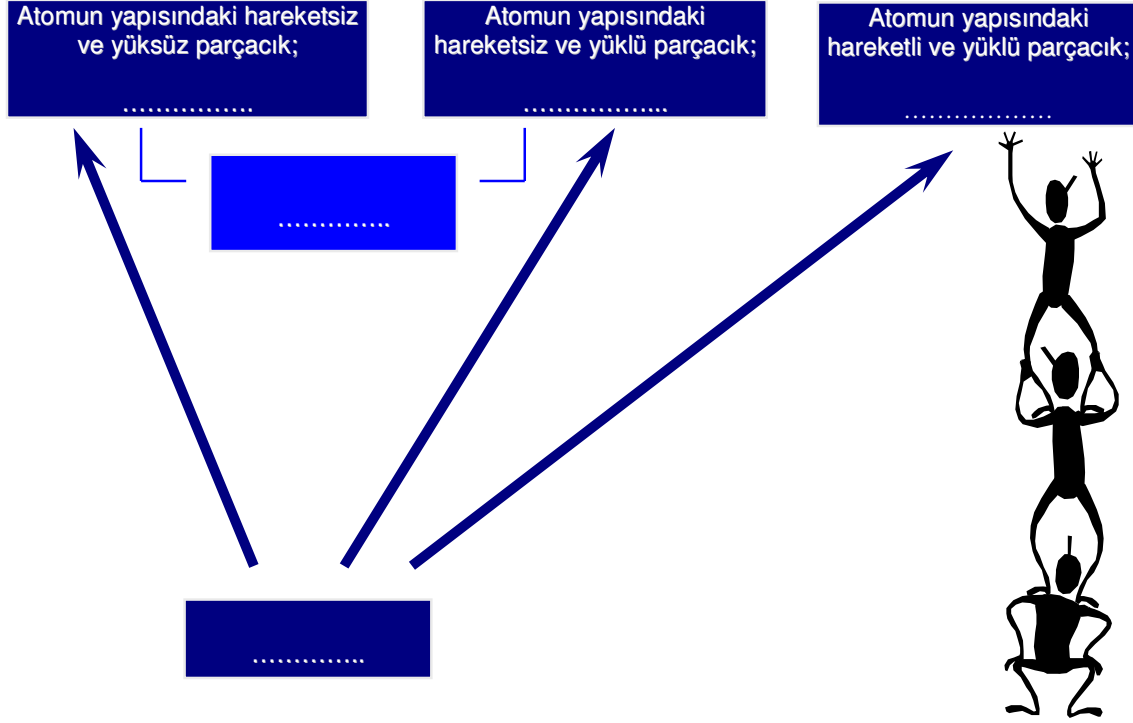 Atomun yapısındaki hareketsiz
ve yüksüz parçacık;
................
Atomun yapısındaki
hareketsiz ve yüklü parçacık;
..................
Atomun yapısındaki
hareketli ve yüklü parçacık;
..................
..............
..............